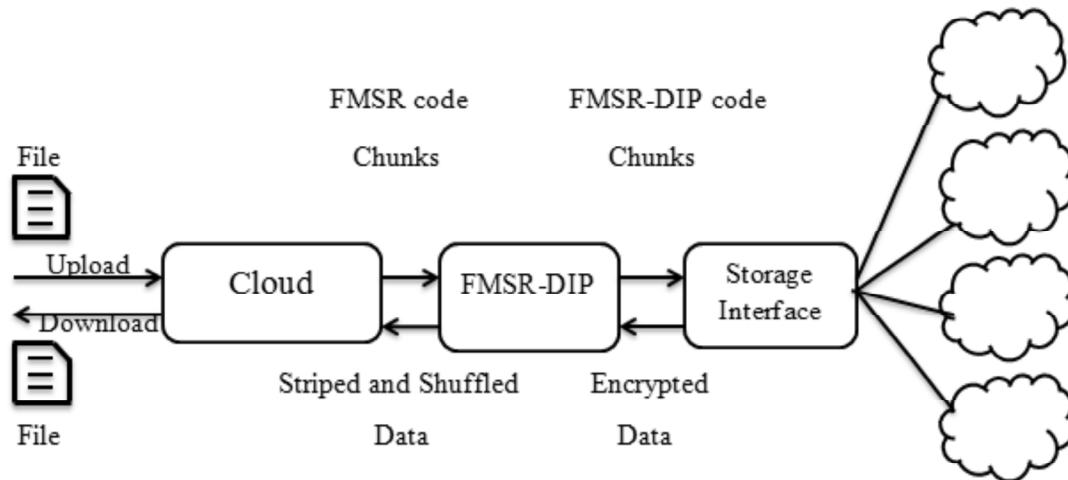 FMSR code
Chunks
FMSR-DIP code
Chunks
File
Upload
Download
File
Cloud
FMSR-DIP
Storage
Interface
Striped and Shuffled
Data
Encrypted
Data